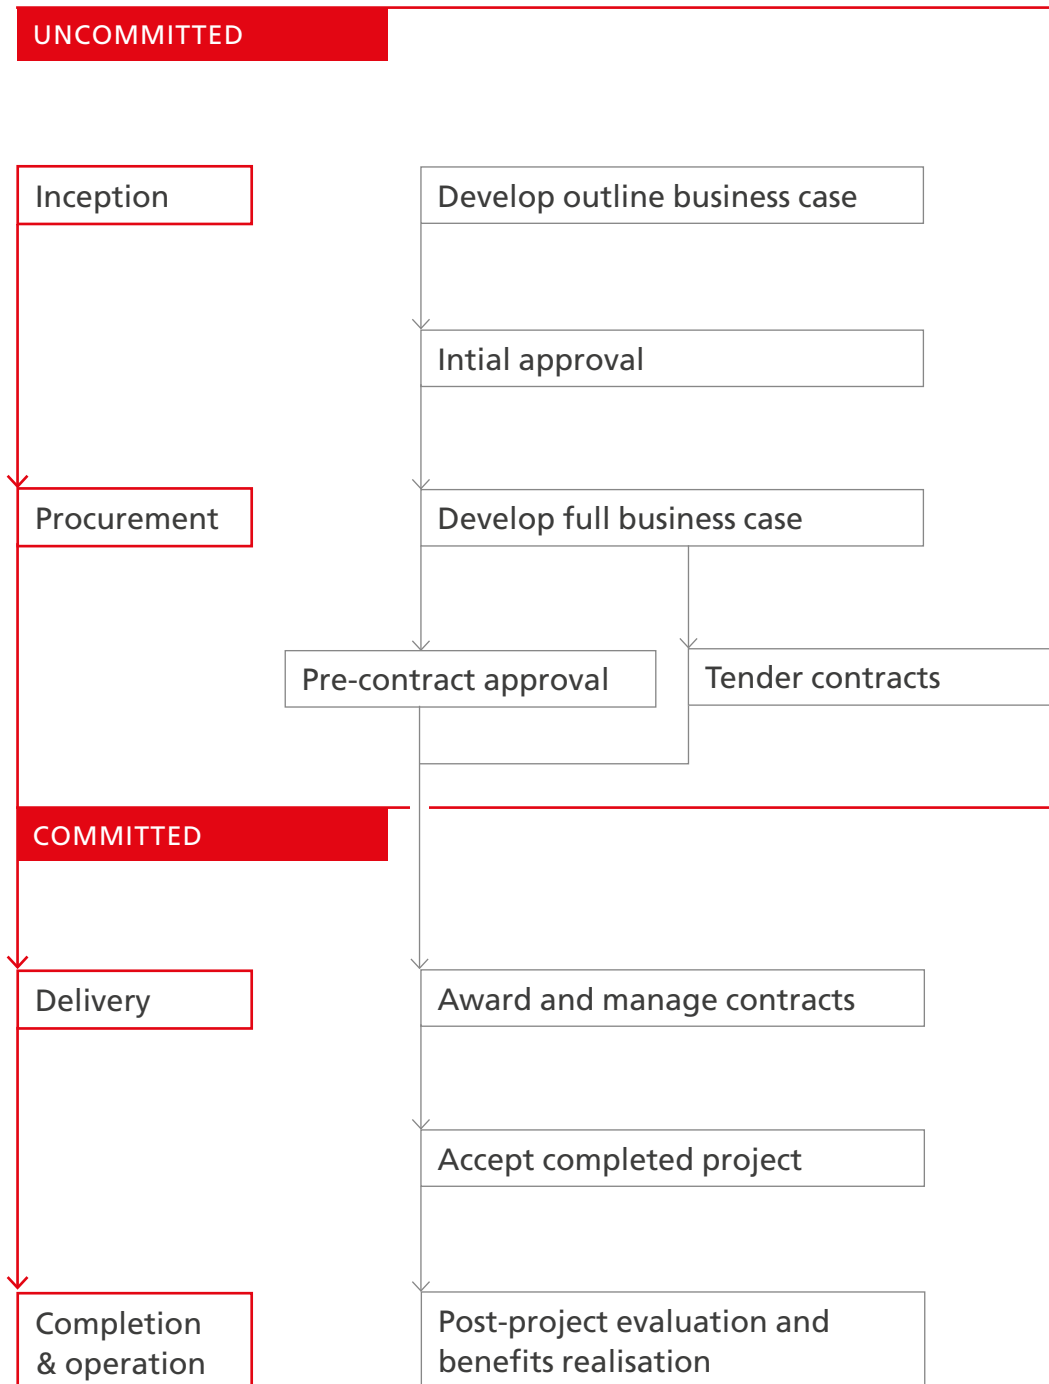 UNCOMMITTED
Inception
Develop outline business case
Intial approval
Procurement
Develop full business case
Pre-contract approval
Tender contracts
COMMITTED
Delivery
Award and manage contracts
Accept completed project
Completion
& operation
Post-project evaluation and
benefits realisation